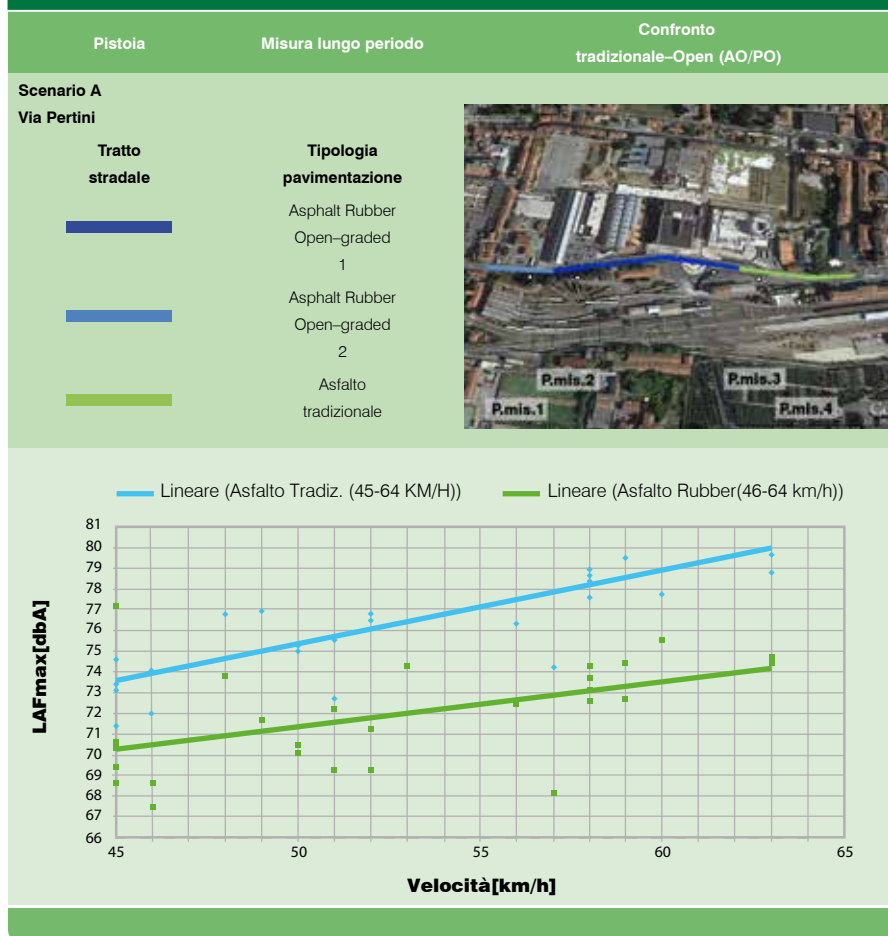 Pistoia
Misura lungo periodo
Confronto
tradizionale–Open (AO/PO)
Scenario A
Via Pertini
Tratto
stradale
Tipologia
pavimentazione
Asphalt Rubber
Open–graded
1
Asphalt Rubber
Open–graded
2
Asfalto
tradizionale
P.mis.2
P.mis.3
P.mis.1
P.mis.4
Lineare (Asfalto Tradiz. (45-64 KM/H))
Lineare (Asfalto Rubber(46-64 km/h))
LAFmax[dbA]
81
80
79
78
77
76
75
74
73
72
71
70
69
68
67
66
45
50
55
60
65
Velocità[km/h]